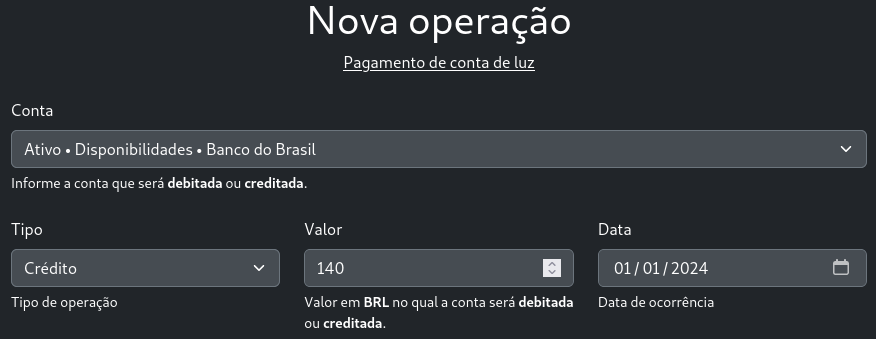 Nova operação
Pagamento de conta de luz
Conta
Ativo • Disponibilidades • Banco do Brasil
Informe a conta que será debitada ou creditada.
Tipo
Crédito
Tipo de operação
Valor
140
Valor em BRL no qual a conta será debitada
ou creditada.
Data
01/01/2024
Data de ocorrência